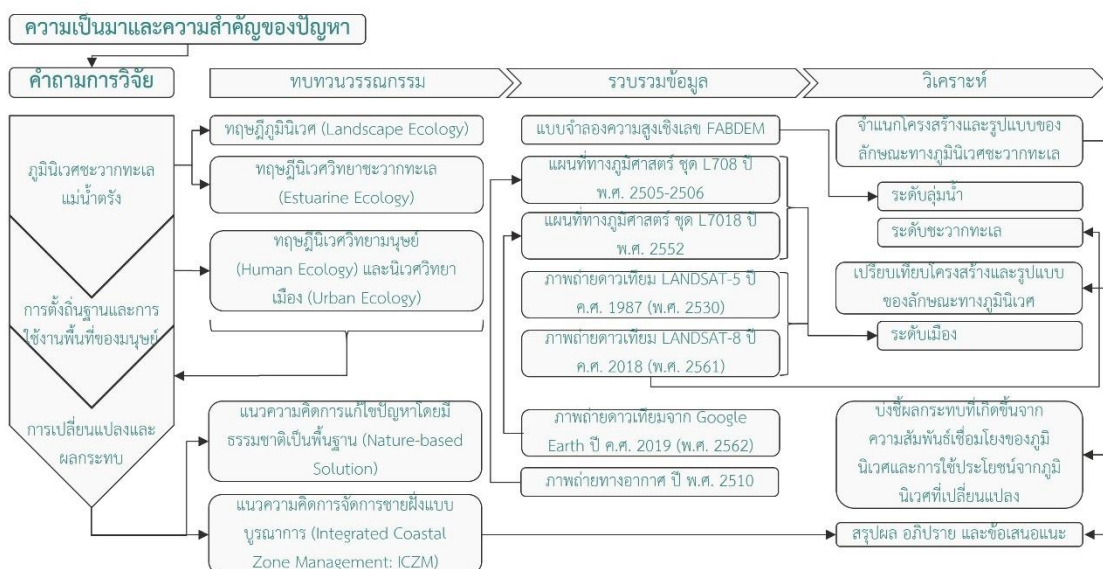 ความเป็นมาและความสำคัญของปัญหา
คำถามการวิจัย
ทบทวนวรรณกรรม
รวบรวมข้อมูล
วิเคราะห์
ภูมินิเวศชะวากทะเล
แม่น้ำตรัง
การตั้งถิ่นฐานและการ
ใช้งานพื้นที่ของมนุษย์
การเปลี่ยนแปลงและ
ผลกระทบ
ทฤษฎีภูมินิเวศ (Landscape Ecology)
ทฤษฎีนิเวศวิทยาชะวากทะเล
(Estuarine Ecology)
ทฤษฎีนิเวศวิทยามนุษย์
(Human Ecology) และนิเวศวิทยา
เมือง (Urban Ecology)
แนวความคิดการแก้ไขปัญหาโดยมี
ธรรมชาติเป็นพื้นฐาน (Nature-based
Solution)
แนวความคิดการจัดการชายฝั่งแบบ
บูรณาการ (Integrated Coastal
Zone Management: ICZM)
แบบจำลองความสูงเชิงเลข FABDEM
แผนที่ทางภูมิศาสตร์ ชุด L708 ปี
พ.ศ. 2505-2506
แผนที่ทางภูมิศาสตร์ ชุด L7018 ปี
พ.ศ. 2552
ภาพถ่ายดาวเทียม LANDSAT-5 ปี
ค.ศ. 1987 (พ.ศ. 2530)
ภาพถ่ายดาวเทียม LANDSAT-8 ปี
ค.ศ. 2018 (พ.ศ. 2561)
ภาพถ่ายดาวเทียมจาก Google
Earth ปี ค.ศ. 2019 (พ.ศ. 2562)
ภาพถ่ายทางอากาศ ปี พ.ศ. 2510
จำแนกโครงสร้างและรูปแบบของ
ลักษณะทางภูมินิเวศชะวากทะเล
ระดับลุ่มน้ำ
ระดับชะวากทะเล
เปรียบเทียบโครงสร้างและรูปแบบ
ของลักษณะทางภูมินิเวศ
ระดับเมือง
บ่งชี้ผลกระทบที่เกิดขึ้นจาก
ความสัมพันธ์เชื่อมโยงของภูมิ
นิเวศและการใช้ประโยชน์จากภูมิ
นิเวศที่เปลี่ยนแปลง
สรุปผล อภิปราย และข้อเสนอแนะ